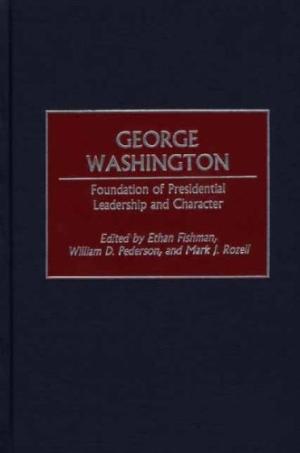 GEORGE
WASHINGTON
Foundation of Presidential
Leadership and Character
Edited by Ethan Fishman,
William D. Pederson, and Mark J. Rozell